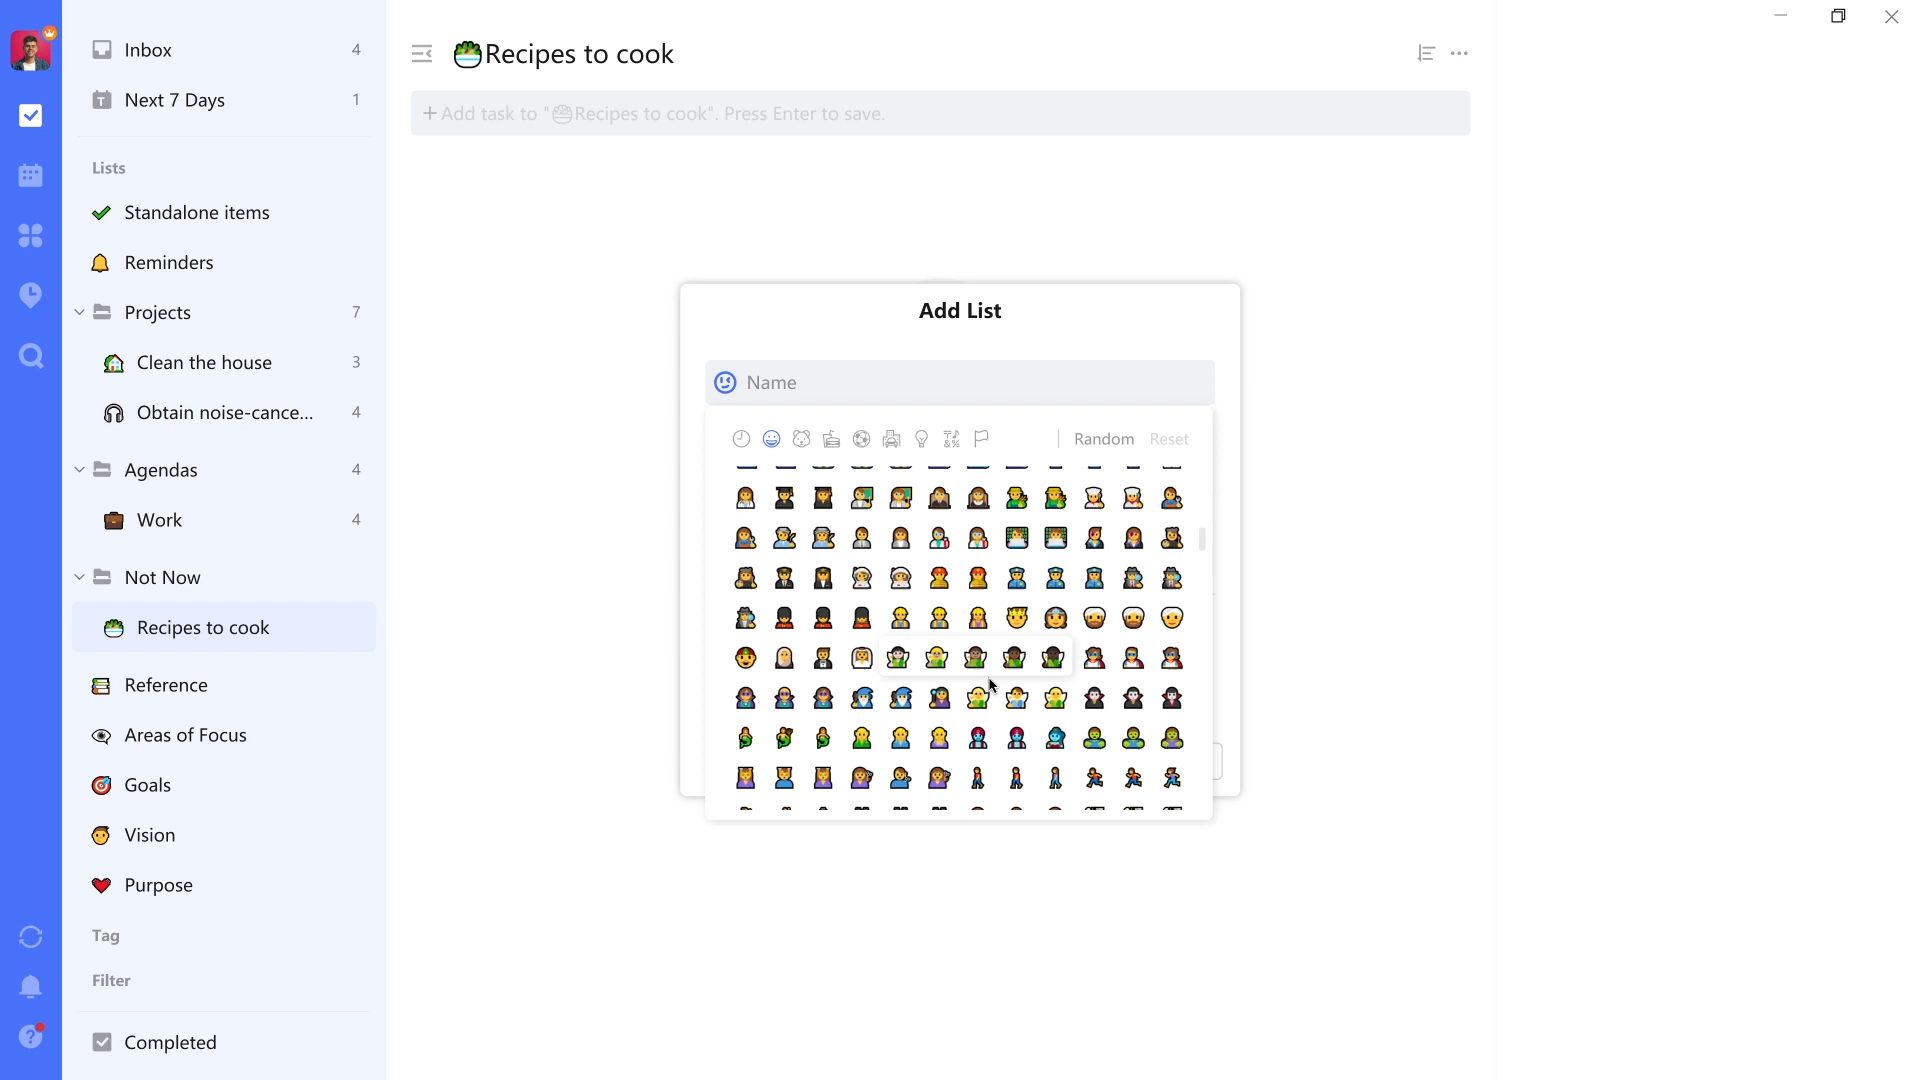 Inbox 4
Next 7 Days 1
Lists
Standalone items
Reminders
Projects 7
Clean the house 3
Obtain noise-cance... 4
Agendas 4
Work 4
Not Now
Recipes to cook
Reference
Areas of Focus
Goals
Vision
Purpose
Tag
Filter
Completed
🥗Recipes to cook
+ Add task to "🥗Recipes to cook". Press Enter to save.
Add List
Name
Random Reset